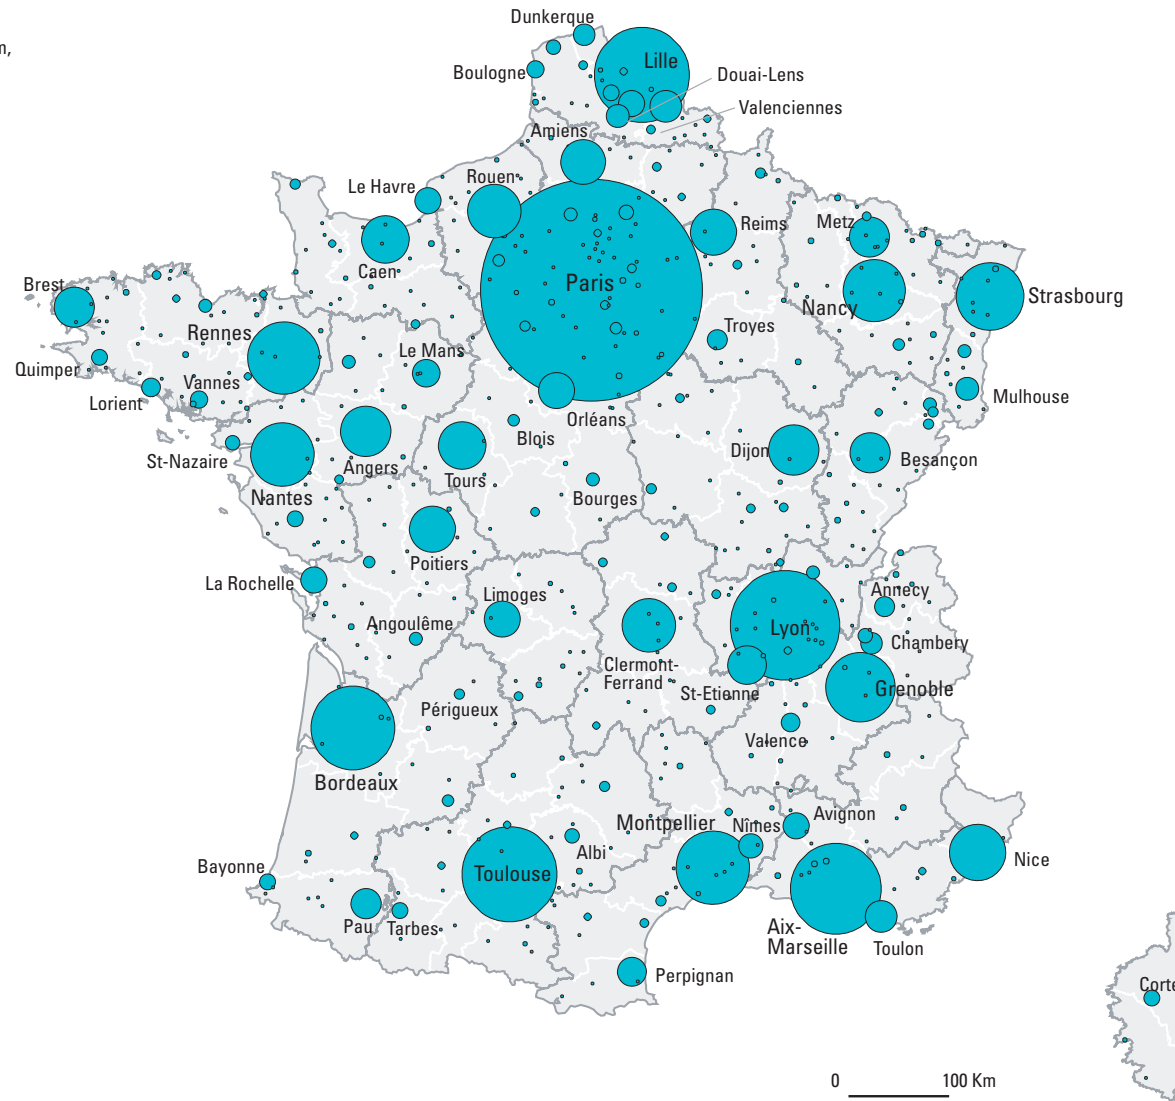 n,
Dunkerque
Lille
Boulogne
Douai-Lens
Valenciennes
Amiens
Rouen
Le Havre
Reims
Metz
Caen
Paris
Brest
Nancy
Strasbourg
Rennes
Troyes
Le Mans
Quimper
Vannes
Lorient
Mulhouse
Orléans
Blois
Dijon
St-Nazaire
Angers
Tours
Besançon
Nantes
Bourges
Poitiers
La Rochelle
Annecy
Limoges
Angoulême
Lyon
Chambery
Clermont-
Ferrand
St-Etienne
Grenoble
Périgueux
Valence
Bordeaux
Montpellier
Nîmes
Avignon
Albi
Nice
Bayonne
Toulouse
Pau
Tarbes
Aix-
Marseille
Toulon
Perpignan
Corte
0
100 Km